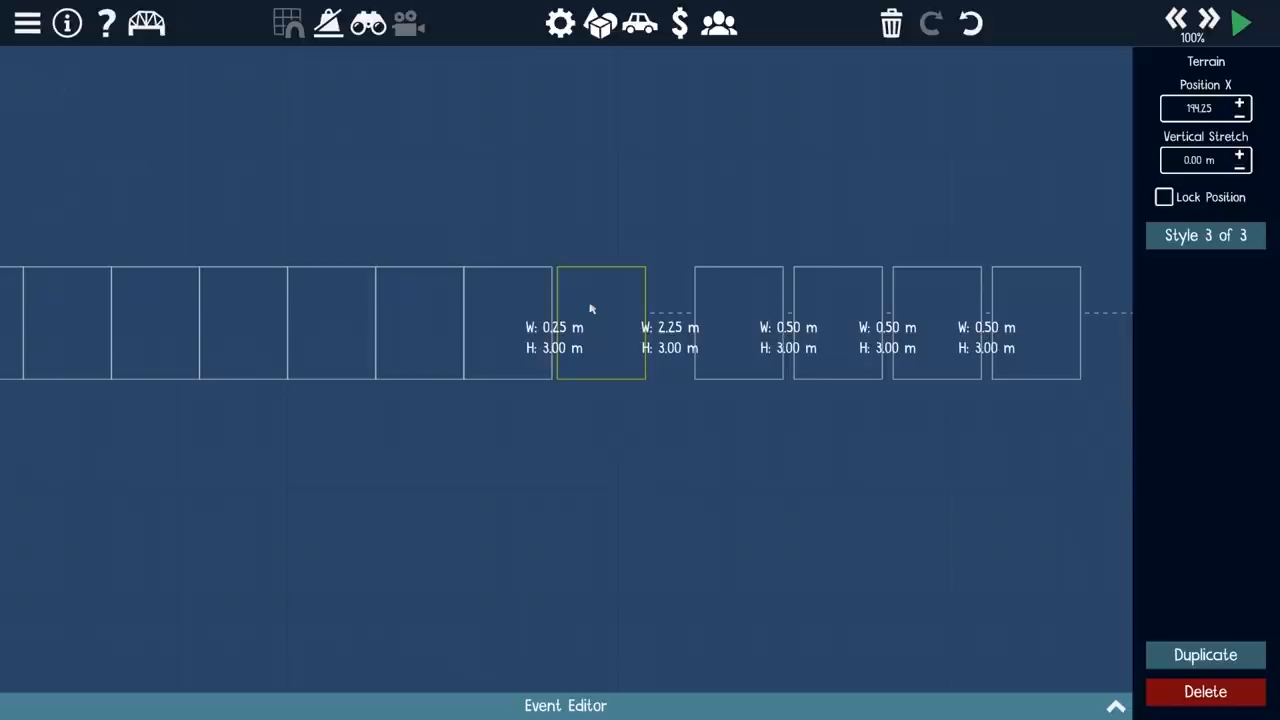 100%
Terrain
Position X
194.25
Vertical Stretch
0.00 m
Lock Position
Style 3 of 3
W: 0.25 m
H: 3.00 m
W: 2.25 m
H: 3.00 m
W: 0.50 m
H: 3.00 m
W: 0.50 m
H: 3.00 m
W: 0.50 m
H: 3.00 m
Duplicate
Delete
Event Editor